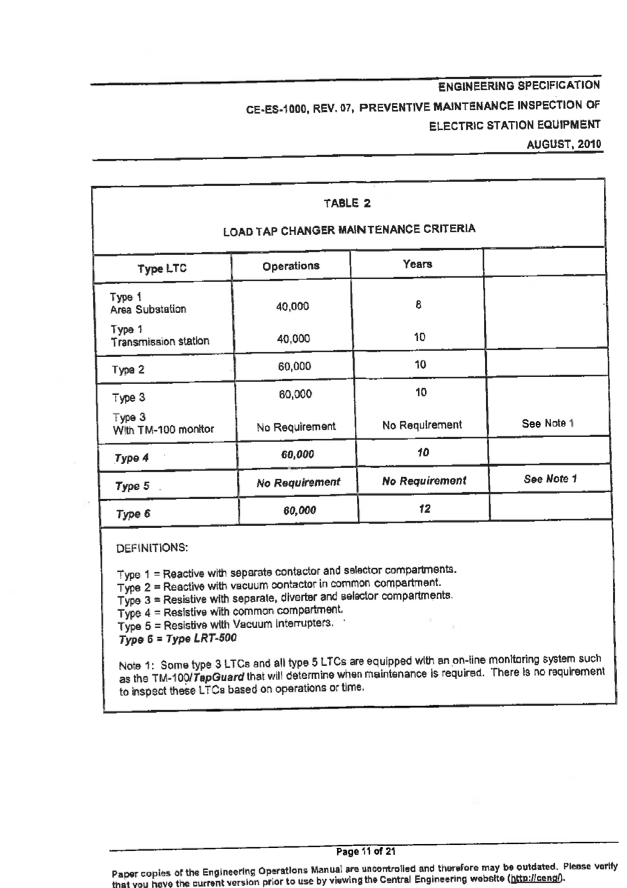 ENGINEERING SPECIFICATION
CE-ES-1000, REV. 07, PREVENTIVE MAINTENANCE INSPECTION OF
ELECTRIC STATION EQUIPMENT
AUGUST, 2010
TABLE 2
LOAD TAP CHANGER MAINTENANCE CRITERIA
Type LTC Operations Years
Type 1
Area Substation 40,000 8
Type 1
Transmission station 40,000 10
Type 2 60,000 10
Type 3 60,000 10
Type 3
With TM-100 monitor No Requirement No Requirement See Note 1
Type 4 60,000 10
Type 5 No Requirement No Requirement See Note 1
Type 6 60,000 12
DEFINITIONS:
Type 1 = Reactive with separate contactor and selector compartments.
Type 2 = Reactive with vacuum contactor in common compartment.
Type 3 = Resistive with separate, diverter and selector compartments.
Type 4 = Resistive with common compartment.
Type 5 = Resistive with Vacuum interrupters.
Type 6 = Type LRT-500
Note 1: Some type 3 LTCs and all type 5 LTCs are equipped with an on-line monitoring system such
as the TM-100/TapGuard that will determine when maintenance is required. There is no requirement
to inspect these LTCs based on operations or time.
Page 11 of 21
Paper copies of the Engineering Operations Manual are uncontrolled and therefore may be outdated. Please verify
that you have the current version prior to use by viewing the Central Engineering website (http://ceng/).